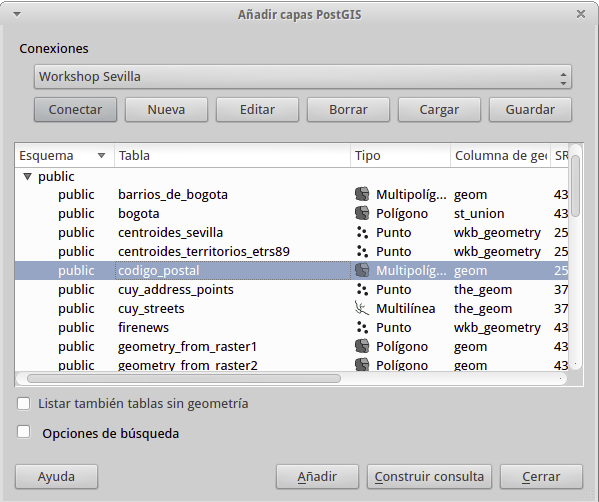 Añadir capas PostGIS
Conexiones
Workshop Sevilla
Conectar Nueva Editar Borrar Cargar Guardar
Esquema Tabla Tipo Columna de geo SR
public
public barrios_de_bogota Multipolíg... geom 43
public bogota Polígono st_union 43
public centroides_sevilla Punto wkb_geometry 25
public centroides_territorios_etrs89 Punto wkb_geometry 25
public codigo_postal Multipolíg... geom 25
public cuy_address_points Punto the_geom 37
public cuy_streets Multilínea the_geom 37
public firenews Punto wkb_geometry 43
public geometry_from_raster1 Polígono geom 43
public geometry_from_raster2 Polígono geom 43
Listar también tablas sin geometría
Opciones de búsqueda
Ayuda Añadir Construir consulta Cerrar